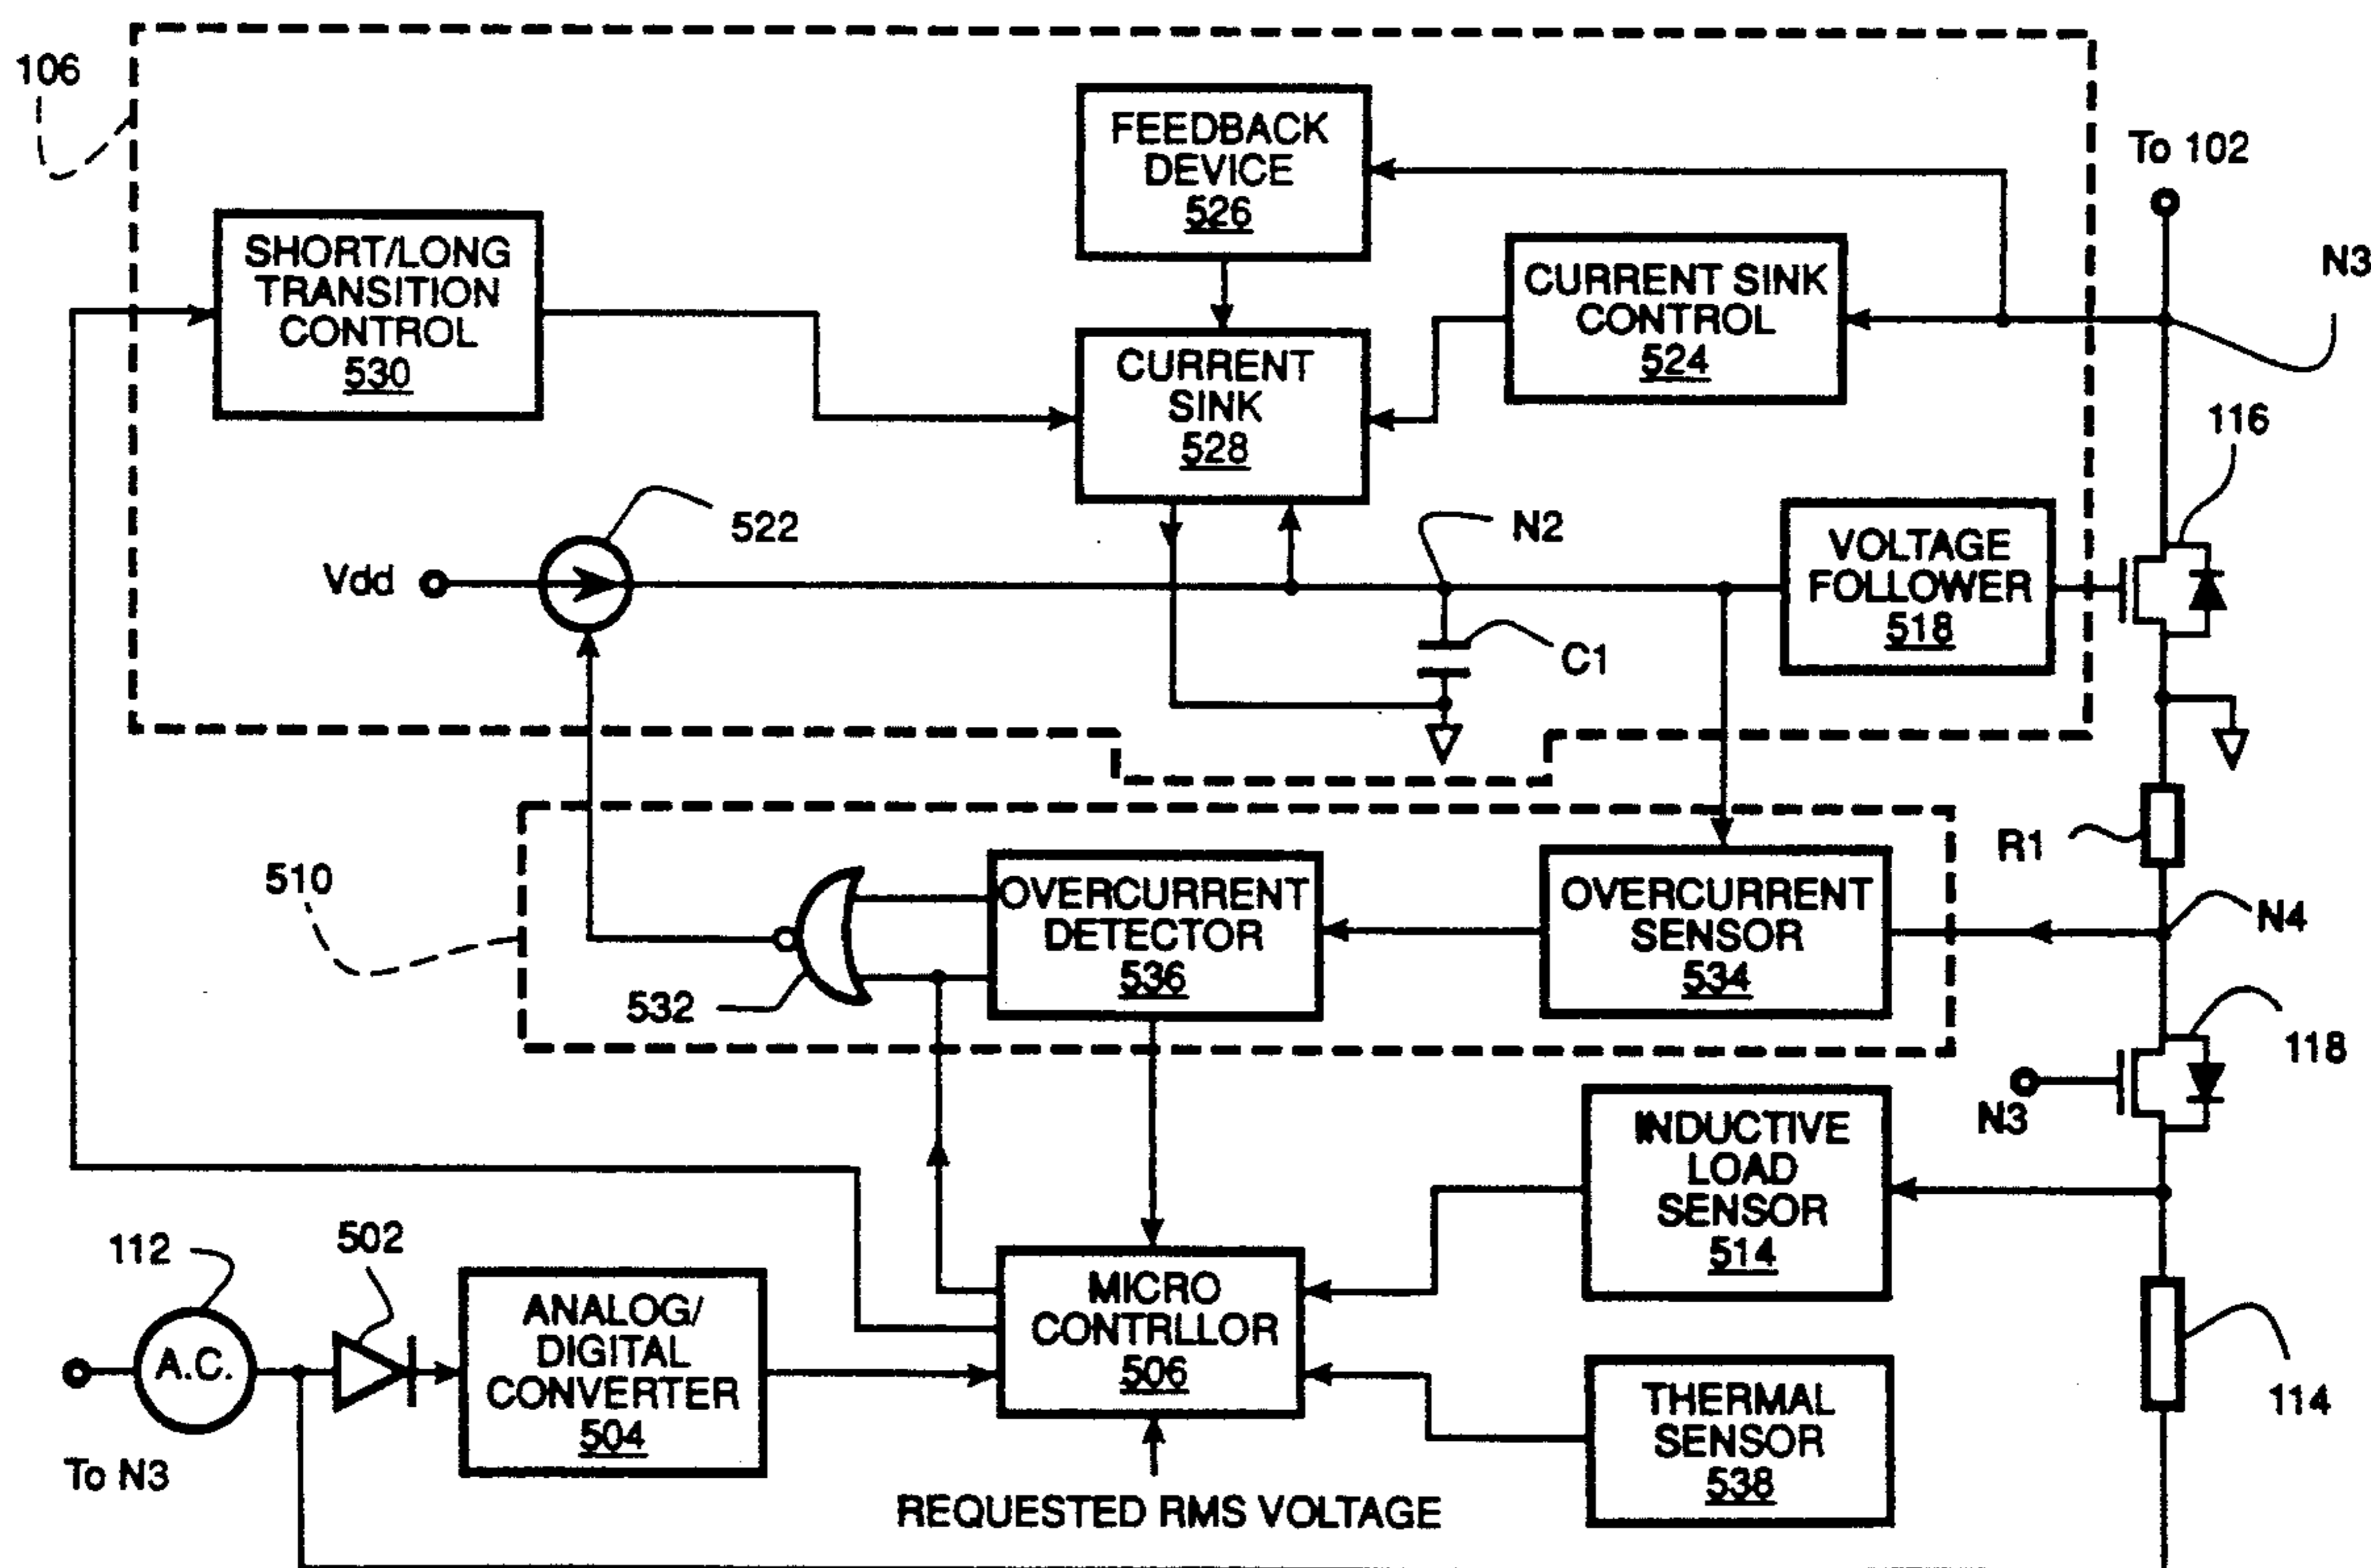 106
FEEDBACK
DEVICE
526
To 102
SHORT/LONG
TRANSITION
CONTROL
530
CURRENT SINK
CONTROL
524
N3
CURRENT
SINK
528
116
522
N2
Vdd
VOLTAGE
FOLLOWER
518
C1
R1
510
OVERCURRENT
DETECTOR
536
OVERCURRENT
SENSOR
534
N4
532
118
N3
INDUCTIVE
LOAD
SENSOR
514
112
502
A.C.
ANALOG/
DIGITAL
CONVERTER
504
MICRO
CONTRLLOR
506
114
THERMAL
SENSOR
538
To N3
REQUESTED RMS VOLTAGE